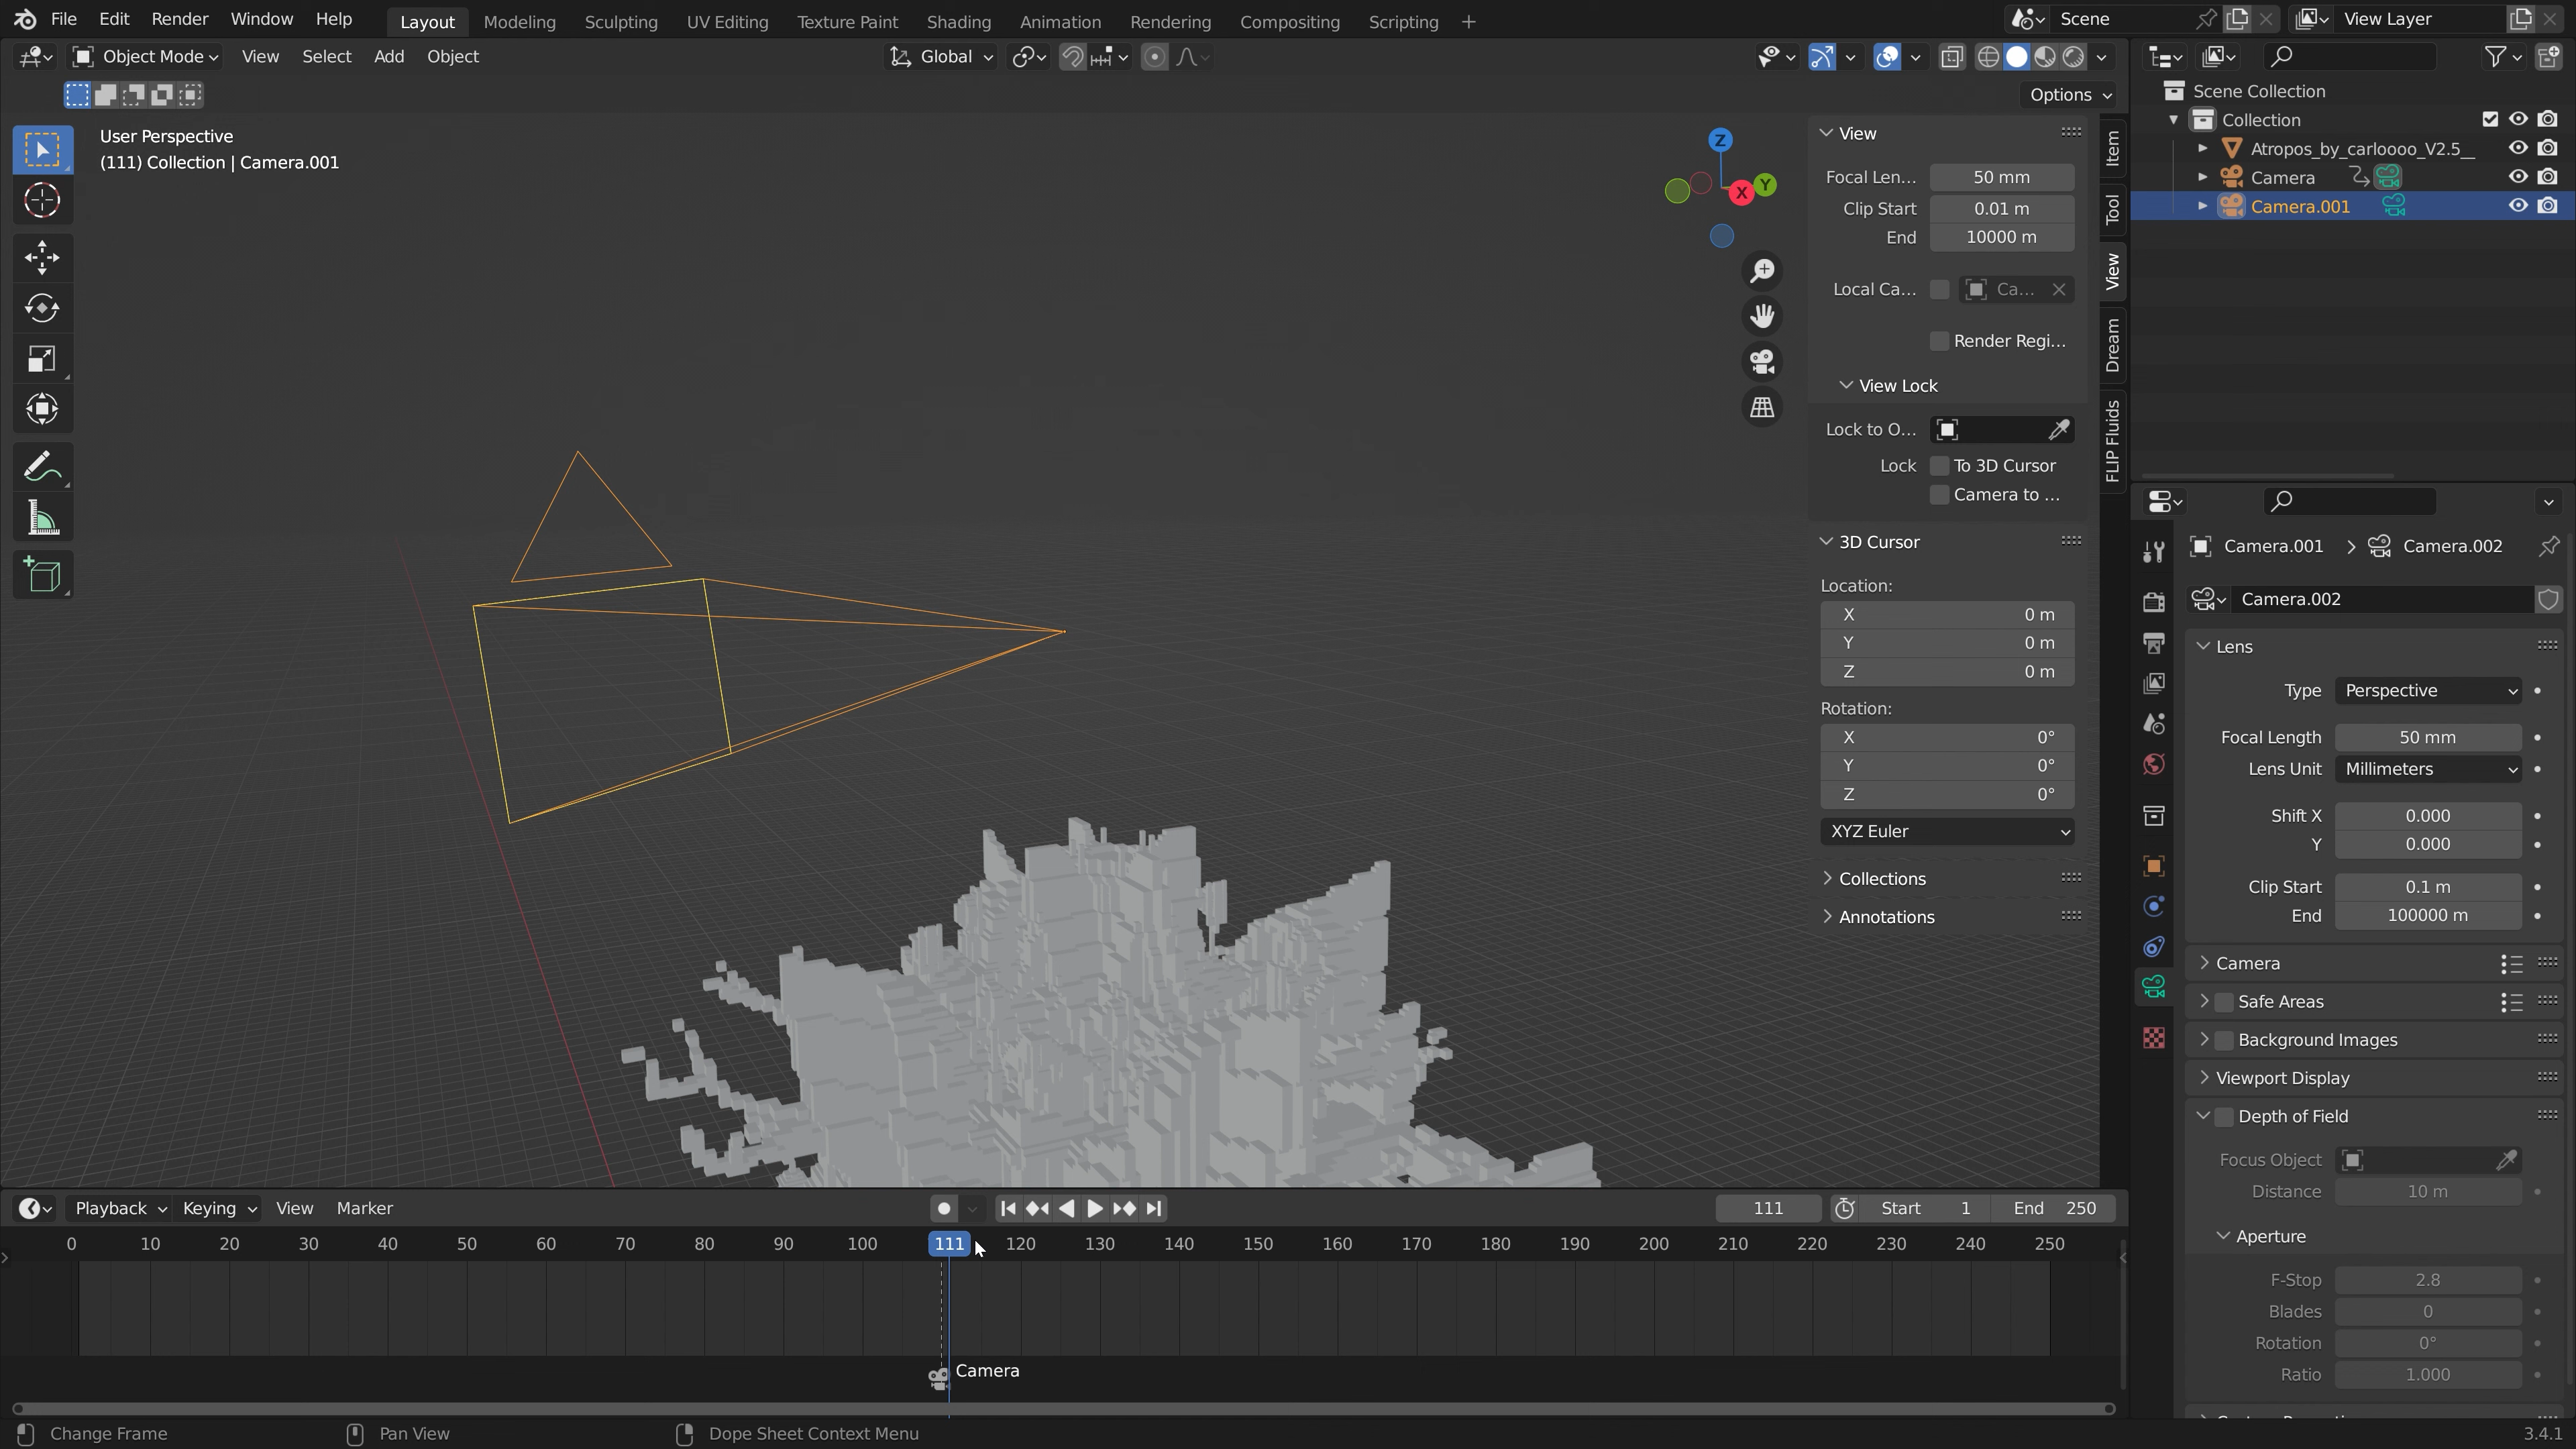 File Edit Render Window Help Layout Modeling Sculpting UV Editing Texture Paint Shading Animation Rendering Compositing Scripting + Scene View Layer
Object Mode View Select Add Object Global
Options
User Perspective
(111) Collection | Camera.001
Z
X
Y
View
Focal Len... 50 mm
Clip Start 0.01 m
End 10000 m
Local Ca... Ca...
Render Regi...
View Lock
Lock to O...
Lock To 3D Cursor
Camera to ...
3D Cursor
Location:
X 0 m
Y 0 m
Z 0 m
Rotation:
X 0°
Y 0°
Z 0°
XYZ Euler
Collections
Annotations
Item
Tool
View
Dream
FLIP Fluids
Scene Collection
Collection
Atropos_by_carloooo_V2.5__
Camera
Camera.001
Camera.001 > Camera.002
Camera.002
Lens
Type Perspective
Focal Length 50 mm
Lens Unit Millimeters
Shift X 0.000
Y 0.000
Clip Start 0.1 m
End 100000 m
Camera
Safe Areas
Background Images
Viewport Display
Depth of Field
Focus Object
Distance 10 m
Aperture
F-Stop 2.8
Blades 0
Rotation 0°
Ratio 1.000
Playback Keying View Marker 111 Start 1 End 250
0 10 20 30 40 50 60 70 80 90 100 111 120 130 140 150 160 170 180 190 200 210 220 230 240 250
Camera
Change Frame Pan View Dope Sheet Context Menu 3.4.1